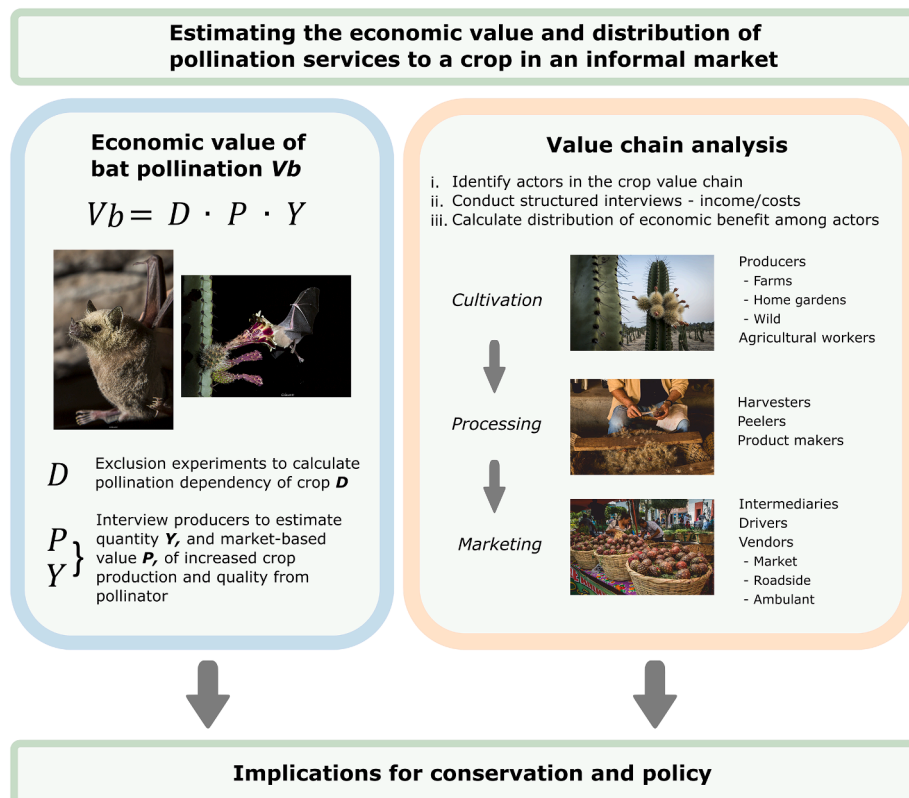 Estimating the economic value and distribution of
pollination services to a crop in an informal market
Economic value of
bat pollination Vb
Vb = D · P · Y
D
Exclusion experiments to calculate
pollination dependency of crop D
P
Y
}
Interview producers to estimate
quantity Y, and market-based
value P, of increased crop
production and quality from
pollinator
Value chain analysis
i. Identify actors in the crop value chain
ii. Conduct structured interviews - income/costs
iii. Calculate distribution of economic benefit among actors
Cultivation
Producers
- Farms
- Home gardens
- Wild
Agricultural workers
Processing
Harvesters
Peelers
Product makers
Marketing
Intermediaries
Drivers
Vendors
- Market
- Roadside
- Ambulant
Implications for conservation and policy